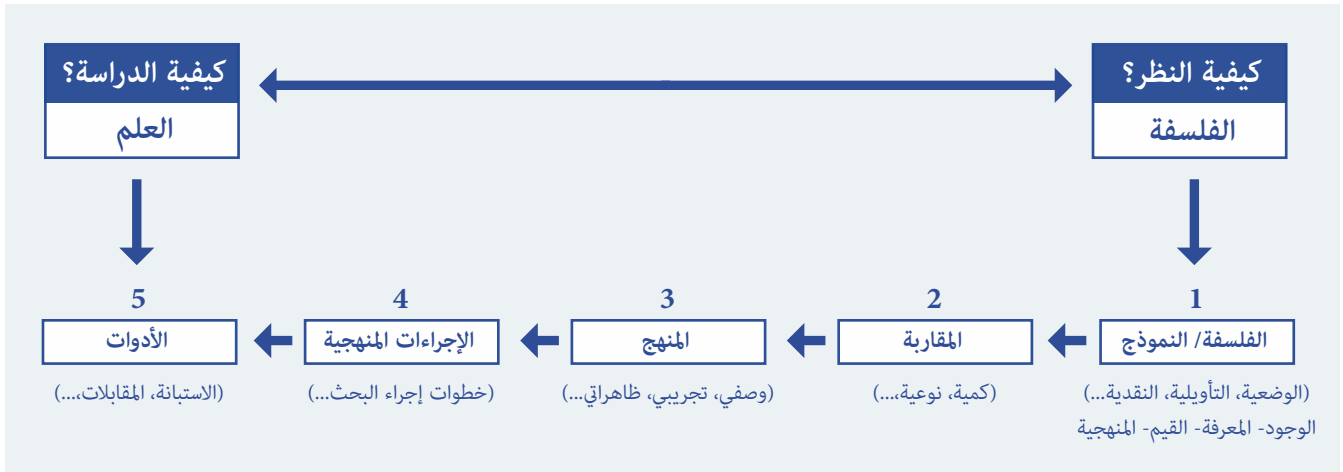 كيفية النظر؟
الفلسفة
كيفية الدراسة؟
العلم
1
الفلسفة/ النموذج
(الوضعية، التأويلية، النقدية...)
الوجود- المعرفة- القيم- المنهجية
2
المقاربة
(كمية، نوعية،...)
3
المنهج
(وصفي، تجريبي، ظاهراتي...)
4
الإجراءات المنهجية
(خطوات إجراء البحث...)
5
الأدوات
(الاستبانة، المقابلات،...)